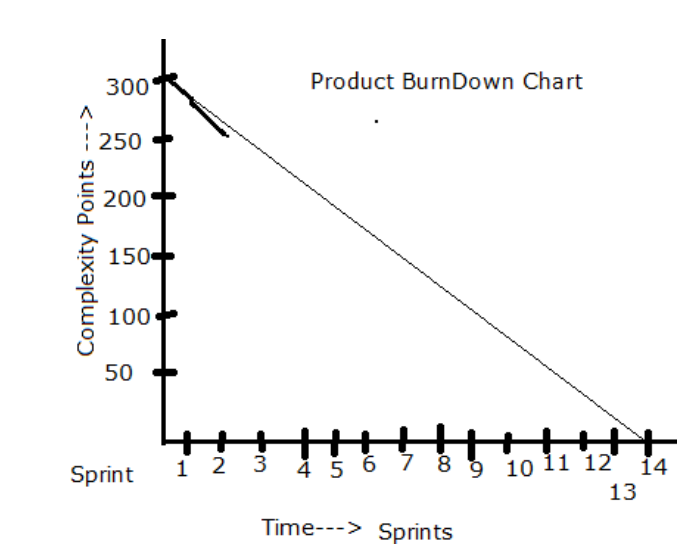 Product BurnDown Chart
300
250
200
150
100
50
Complexity Points --->
Sprint 1 2 3 4 5 6 7 8 9 10 11 12 13 14
Time---> Sprints